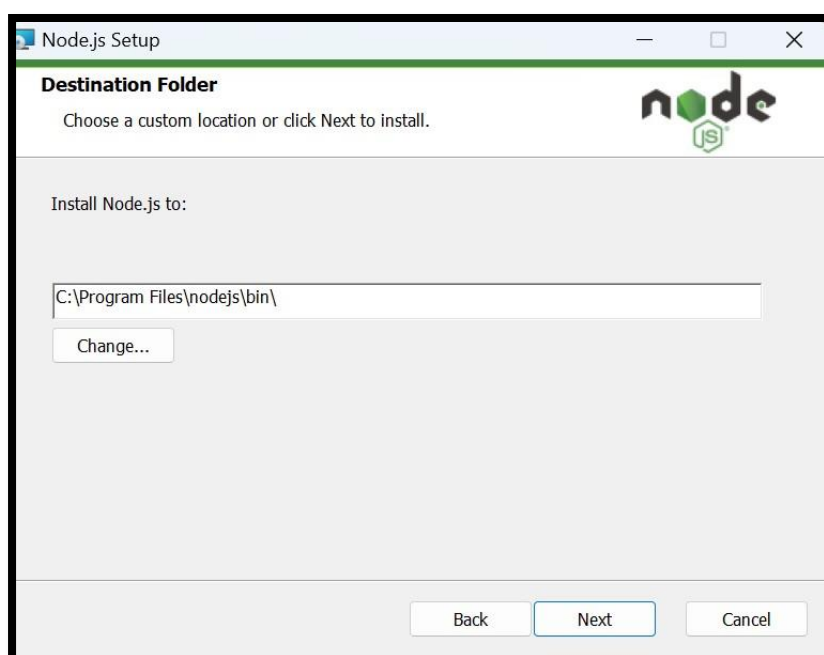 Node.js Setup
Destination Folder
Choose a custom location or click Next to install.
node
JS
Install Node.js to:
C:\Program Files\nodejs\bin\
Change...
Back Next Cancel